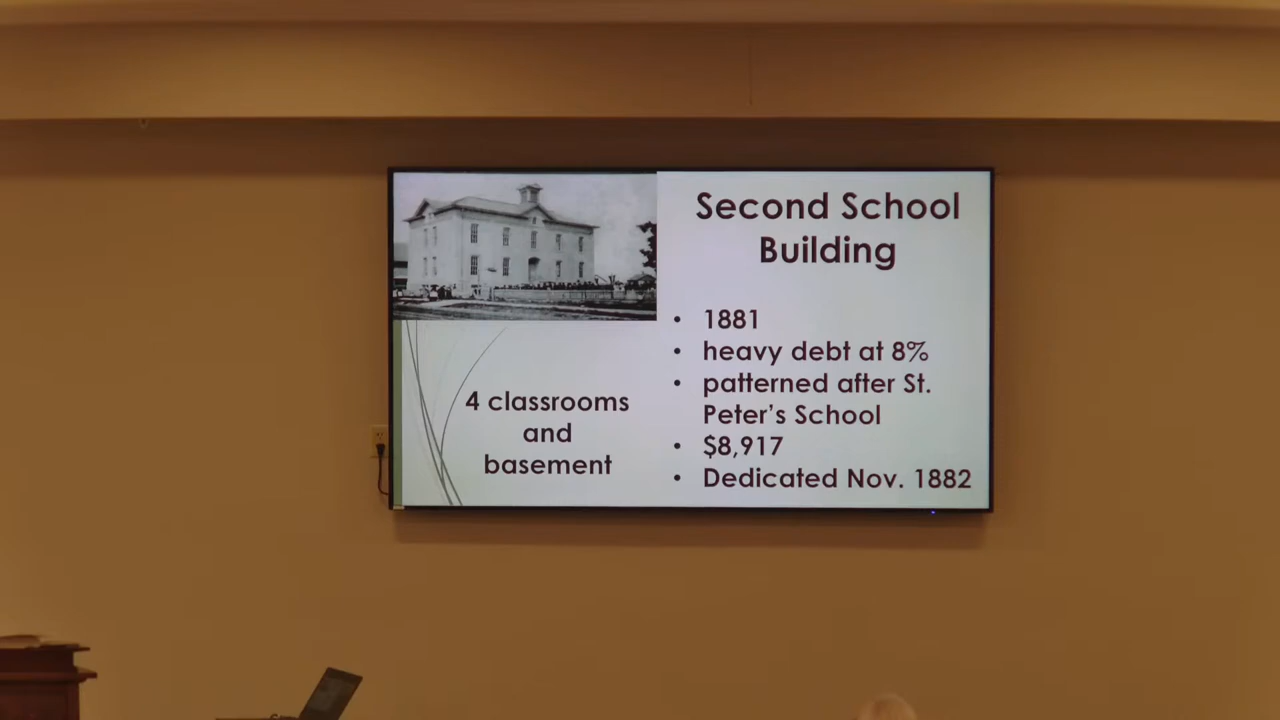 Second School
Building
• 1881
• heavy debt at 8%
• patterned after St.
Peter's School
• $8,917
• Dedicated Nov. 1882
4 classrooms
and
basement